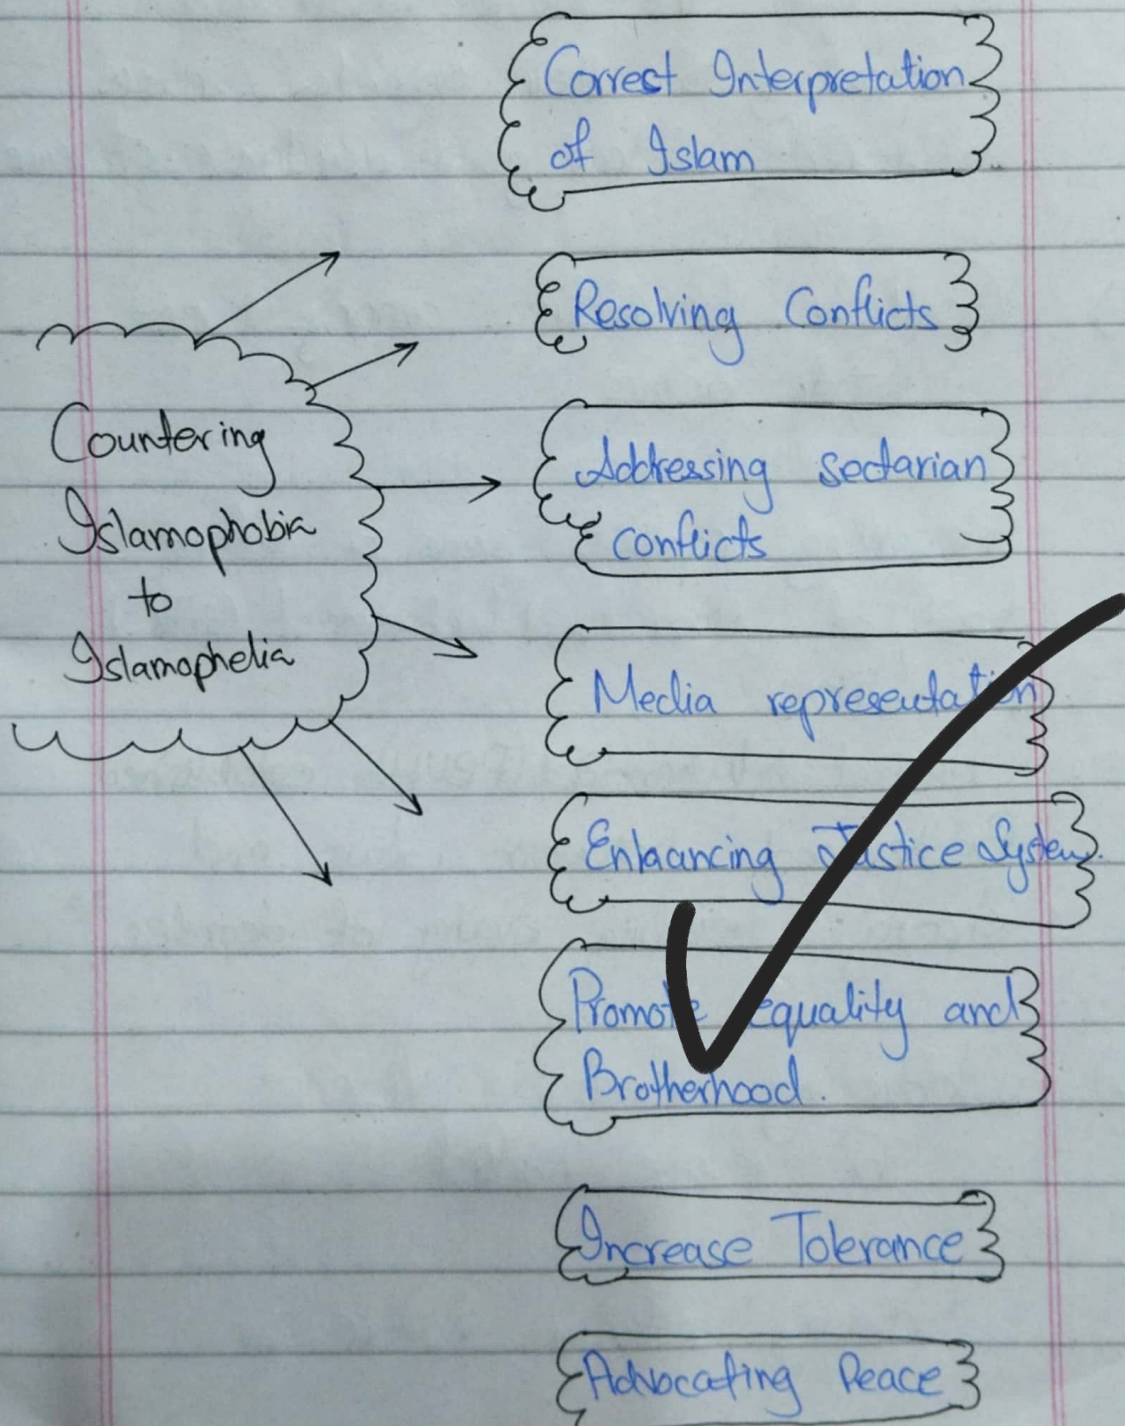 Correct Interpretation
of Islam
Resolving Conflicts
Countering
Islamophobia
to
Islamophelia
Addressing sectarian
conflicts
Media representation
Enhaancing Justice System.
Promote equality and
Brotherhood.
Increase Tolerance
Advocating Peace